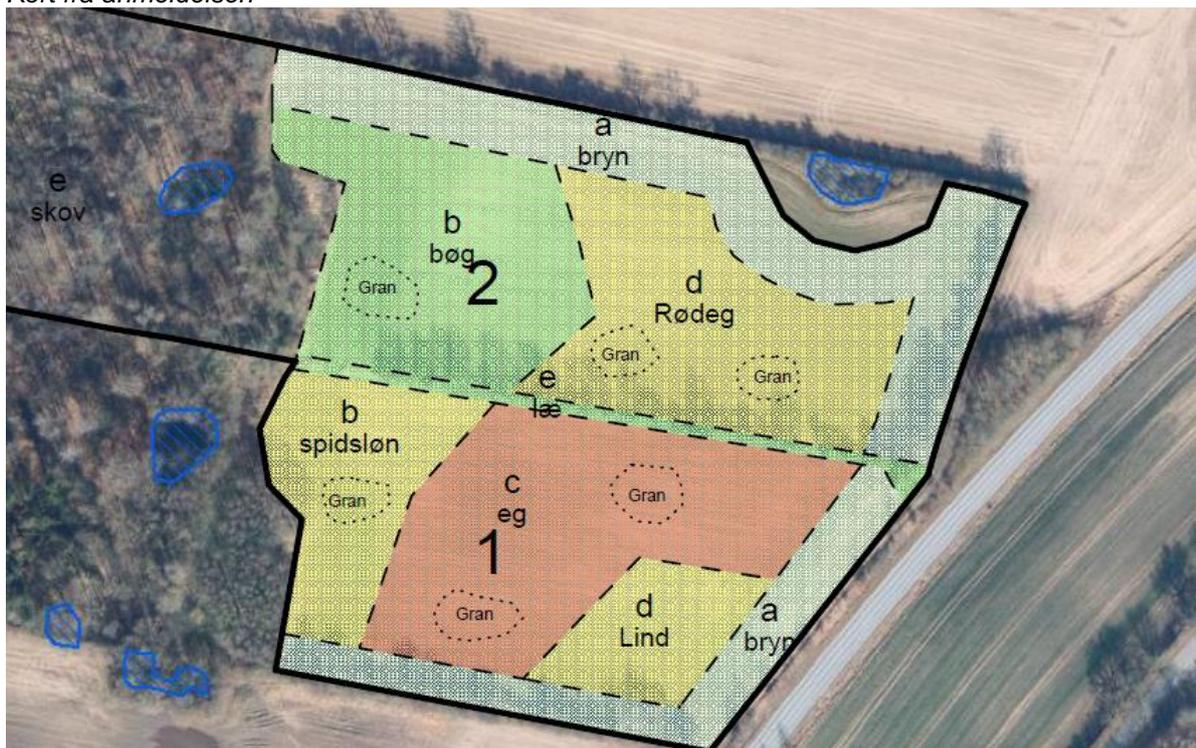 Kort fra anmeldelsen
a
bryn
e
skov
b
bøg
2
d
Rødeg
Gran
Gran
Gran
e
læ
b
spidsløn
c
eg
Gran
Gran
1
Gran
d
Lind
a
bryn